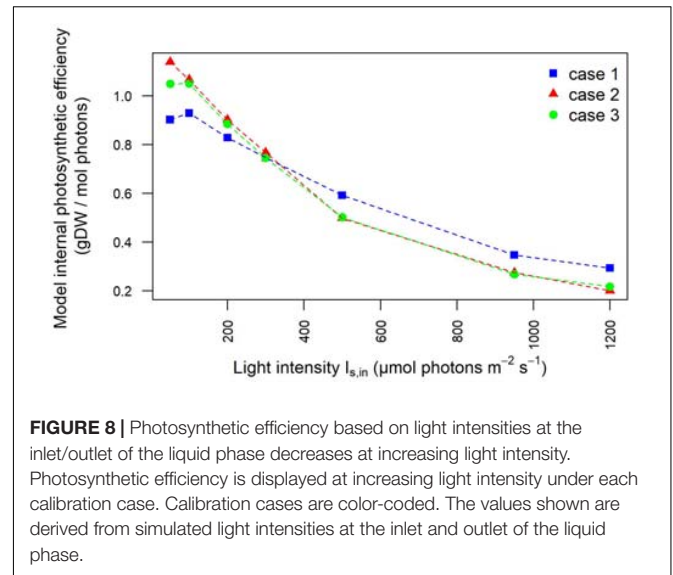 Model internal photosynthetic efficiency
(gDW / mol photons)
1.0
0.8
0.6
0.4
0.2
case 1
case 2
case 3
200
400
600
800
1000
1200
Light intensity I_s,in (μmol photons m⁻² s⁻¹)
FIGURE 8 | Photosynthetic efficiency based on light intensities at the
inlet/outlet of the liquid phase decreases at increasing light intensity.
Photosynthetic efficiency is displayed at increasing light intensity under each
calibration case. Calibration cases are color-coded. The values shown are
derived from simulated light intensities at the inlet and outlet of the liquid
phase.